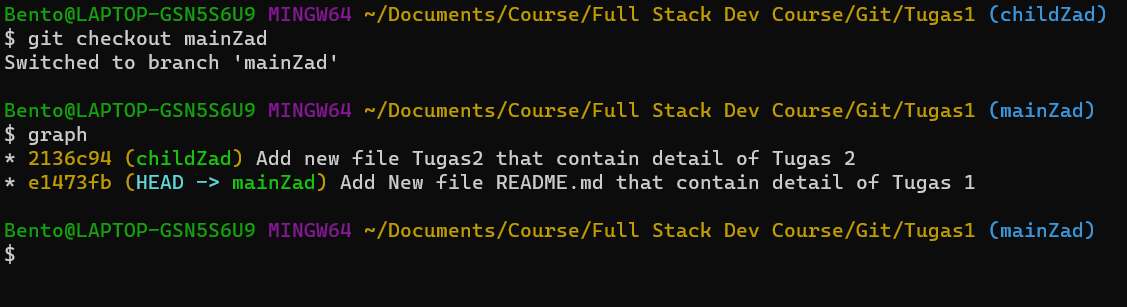 Bento@LAPTOP-GSN5S6U9 MINGW64 ~/Documents/Course/Full Stack Dev Course/Git/Tugas1 (childZad)
$ git checkout mainZad
Switched to branch 'mainZad'
Bento@LAPTOP-GSN5S6U9 MINGW64 ~/Documents/Course/Full Stack Dev Course/Git/Tugas1 (mainZad)
$ graph
* 2136c94 (childZad) Add new file Tugas2 that contain detail of Tugas 2
* e1473fb (HEAD -> mainZad) Add New file README.md that contain detail of Tugas 1
Bento@LAPTOP-GSN5S6U9 MINGW64 ~/Documents/Course/Full Stack Dev Course/Git/Tugas1 (mainZad)
$